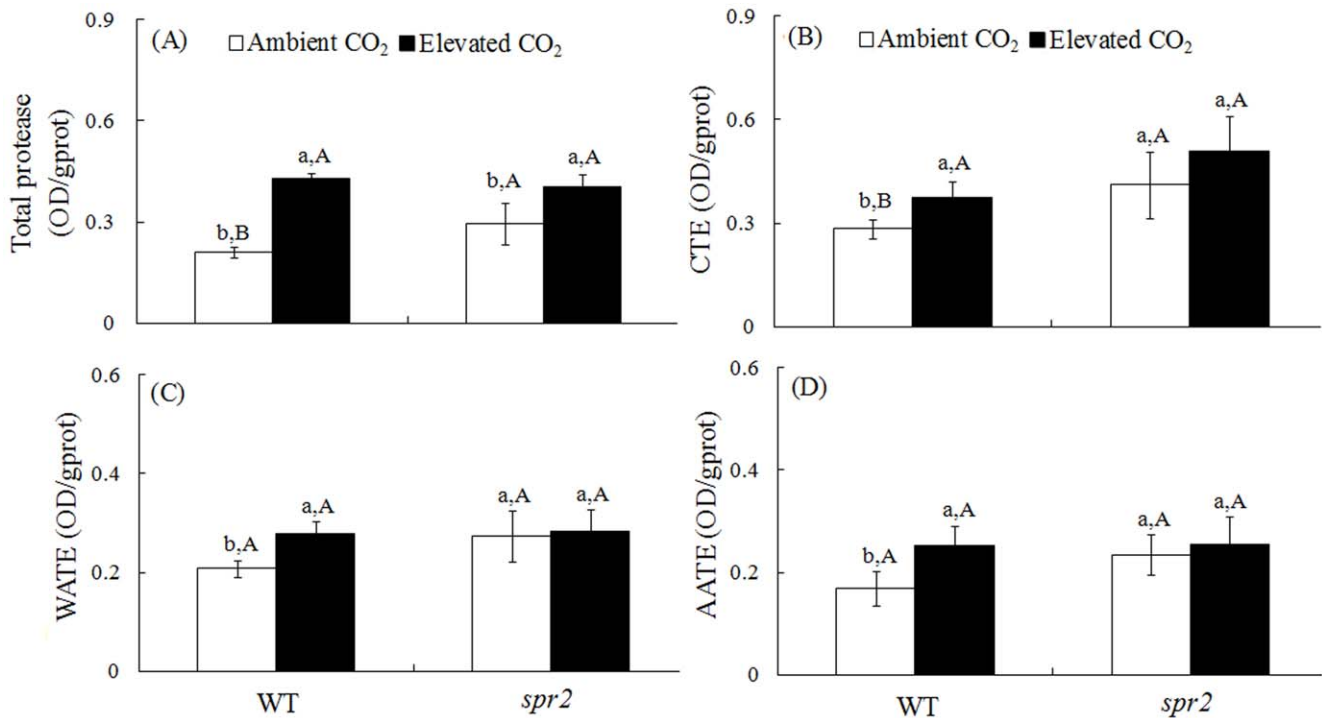 (A)
Ambient CO₂ Elevated CO₂
Total protease
(OD/gprot)
0.9
0.6
0.3
0
b,B
a,A
b,A
a,A
(B)
Ambient CO₂ Elevated CO₂
CTE (OD/gprot)
0.9
0.6
0.3
0
b,B
a,A
a,A
a,A
(C)
WATE (OD/gprot)
0.6
0.4
0.2
0
b,A
a,A
a,A
a,A
WT spr2
(D)
AATE (OD/gprot)
0.6
0.4
0.2
0
b,A
a,A
a,A
a,A
WT spr2